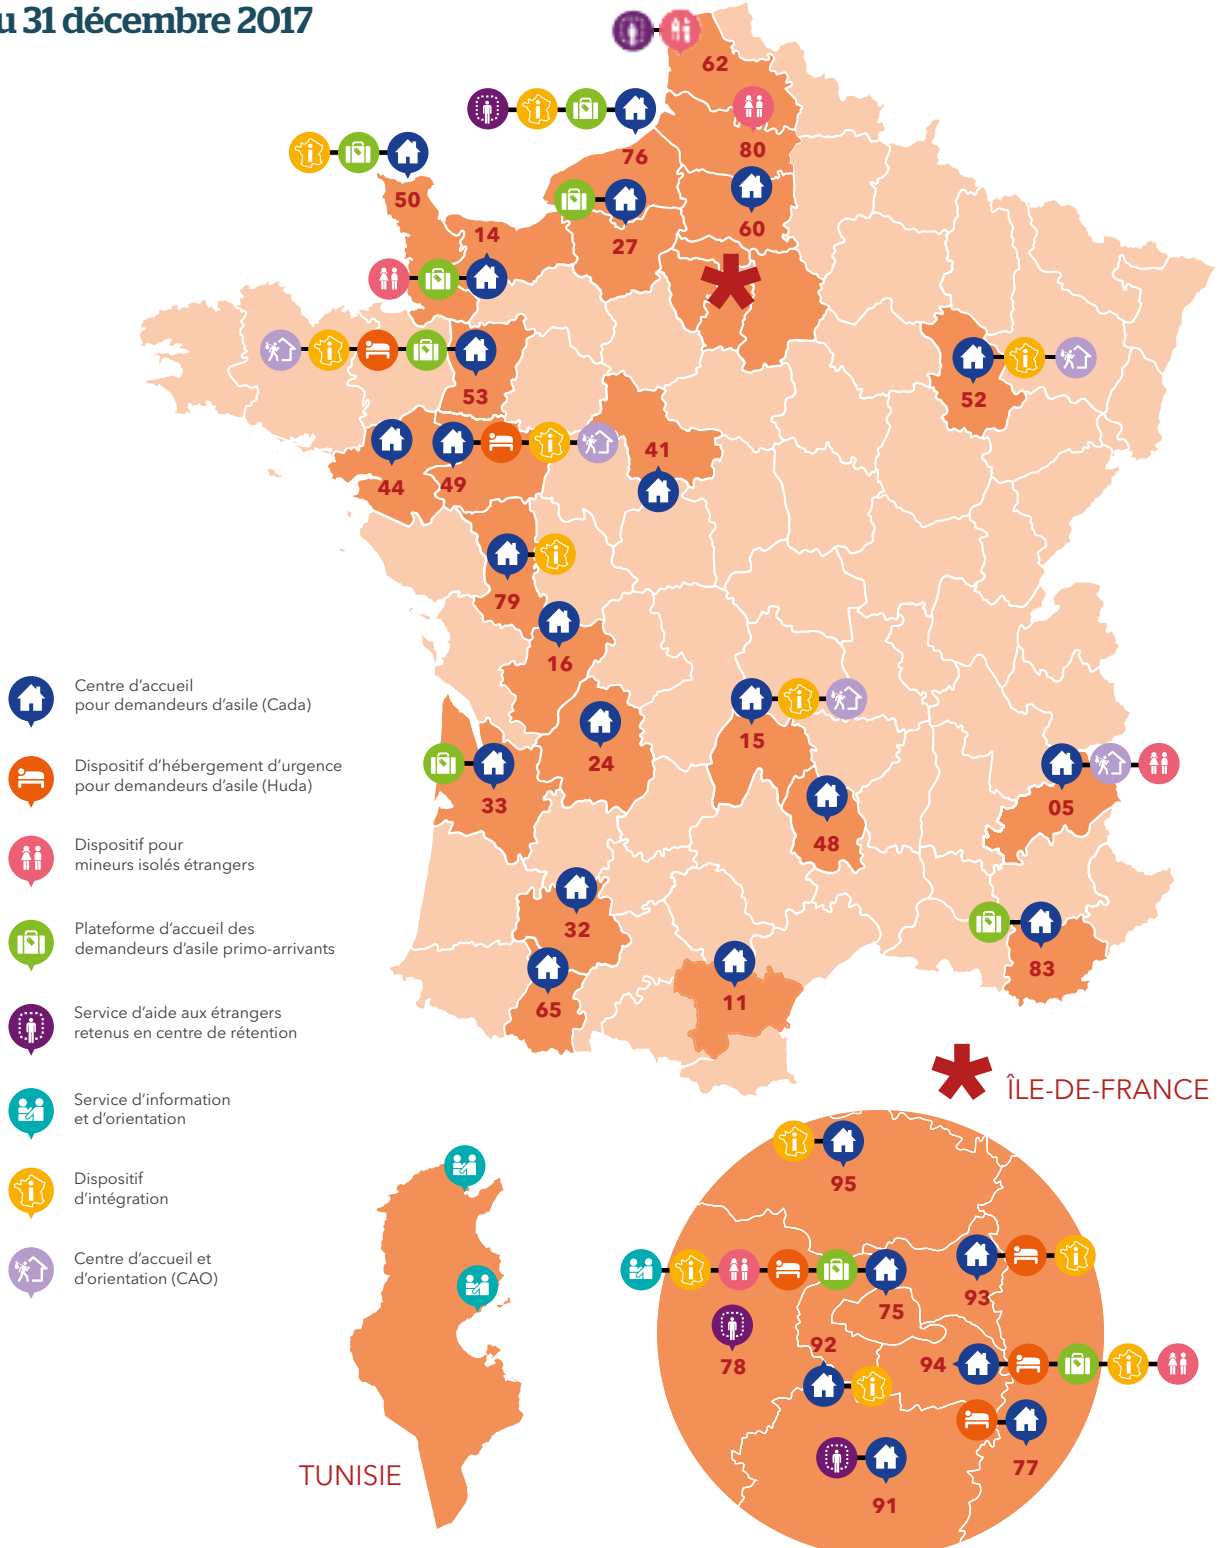 u 31 décembre 2017
62
76
80
50
60
14
27
53
52
41
44
49
79
16
Centre d'accueil
pour demandeurs d'asile (Cada)
15
24
Dispositif d'hébergement d'urgence
pour demandeurs d'asile (Huda)
33
05
48
Dispositif pour
mineurs isolés étrangers
32
Plateforme d'accueil des
demandeurs d'asile primo-arrivants
83
65
11
Service d'aide aux étrangers
retenus en centre de rétention
ÎLE-DE-FRANCE
Service d'information
et d'orientation
95
Dispositif
d'intégration
Centre d'accueil et
d'orientation (CAO)
93
75
92
78
94
77
TUNISIE
91